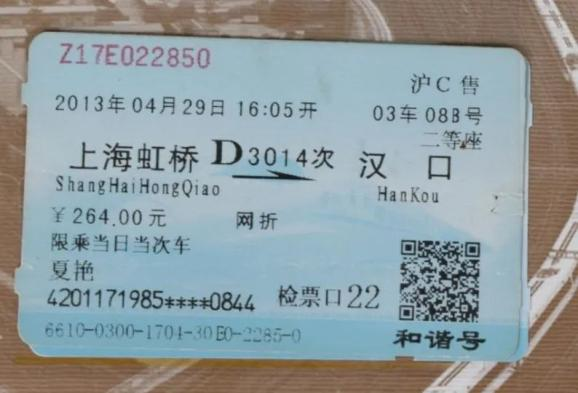 Z17E022850
沪C售
2013年04月29日16:05开
03车08B号
二等座
上海虹桥 D3014次 汉口
ShangHaiHongQiao HanKou
¥264.00元 网折
限乘当日当次车
夏艳
4201171985****0844 检票口22
6610-0300-1704-30E0-2285-0
和谐号